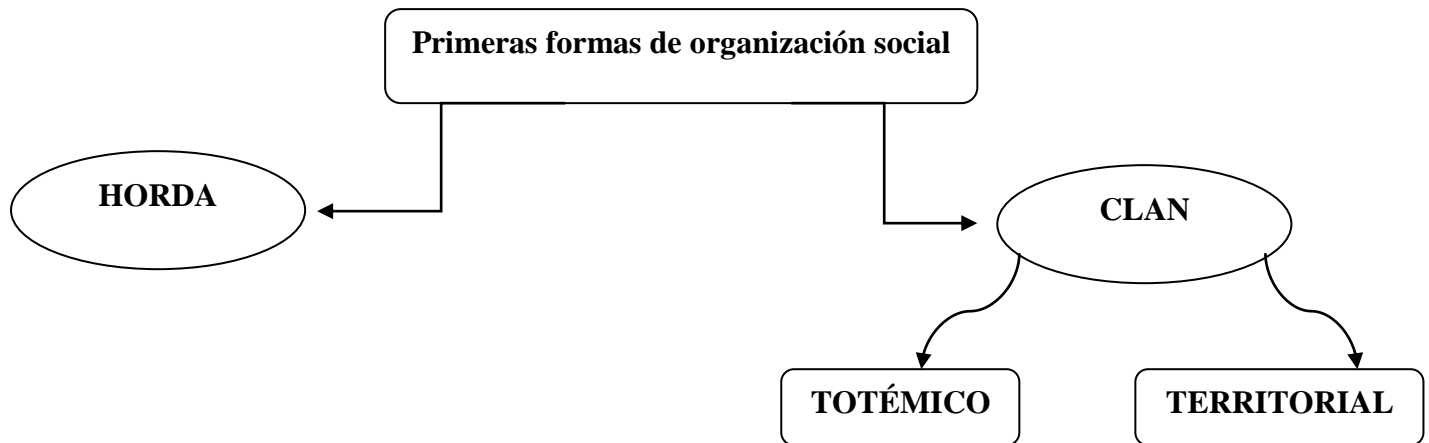 Primeras formas de organización social
HORDA
CLAN
TOTÉMICO
TERRITORIAL